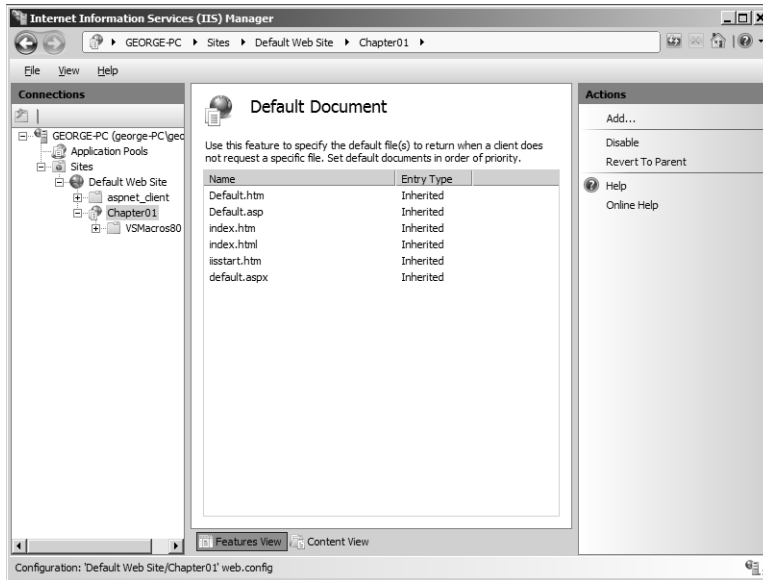 Internet Information Services (IIS) Manager
GEORGE-PC Sites Default Web Site Chapter01
File View Help
Connections
GEORGE-PC (george-PC\geo
Application Pools
Sites
Default Web Site
aspnet_client
Chapter01
VSMacros80
Default Document
Use this feature to specify the default file(s) to return when a client does
not request a specific file. Set default documents in order of priority.
Name Entry Type
Default.htm Inherited
Default.asp Inherited
index.htm Inherited
index.html Inherited
iisstart.htm Inherited
default.aspx Inherited
Features View Content View
Actions
Add...
Disable
Revert To Parent
Help
Online Help
Configuration: 'Default Web Site/Chapter01' web.config